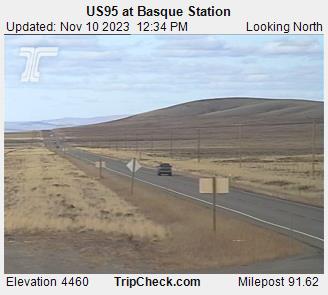 US95 at Basque Station
Updated: Nov 10 2023 12:34 PM Looking North
Elevation 4460 TripCheck.com Milepost 91.62